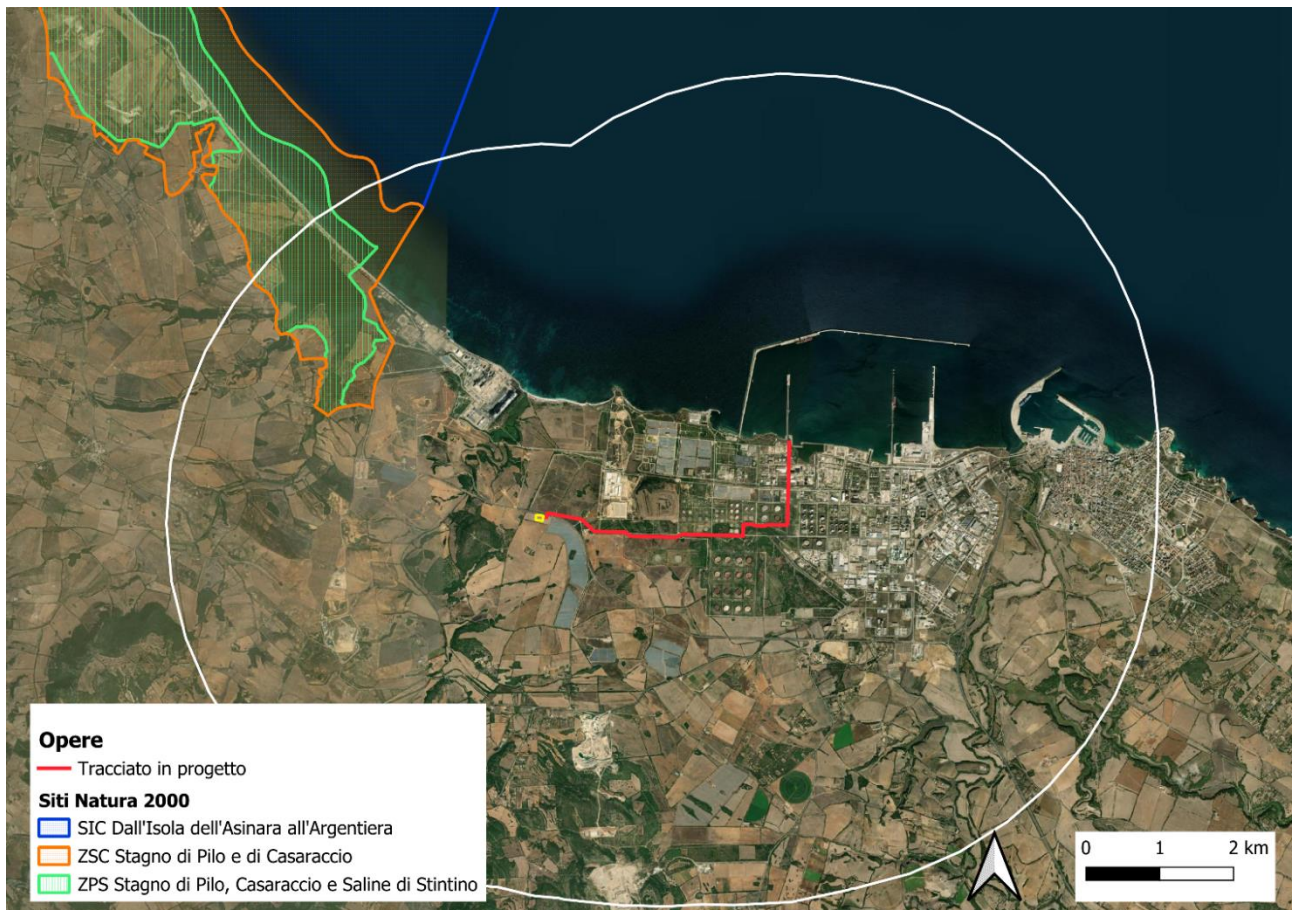 Opere
Tracciato in progetto
Siti Natura 2000
SIC Dall'Isola dell'Asinara all'Argentiera
ZSC Stagno di Pilo e di Casaraccio
ZPS Stagno di Pilo, Casaraccio e Saline di Stintino
0 1 2 km